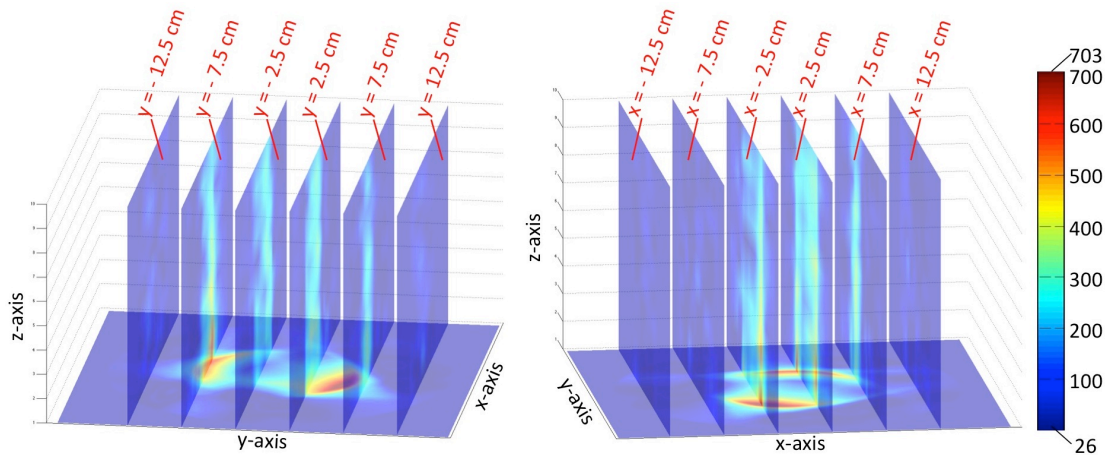 y = - 12.5 cm
y = - 7.5 cm
y = - 2.5 cm
y = 2.5 cm
y = 7.5 cm
y = 12.5 cm
z-axis
y-axis
x-axis
x = - 12.5 cm
x = - 7.5 cm
x = - 2.5 cm
x = 2.5 cm
x = 7.5 cm
x = 12.5 cm
z-axis
y-axis
x-axis
703
700
600
500
400
300
200
100
26